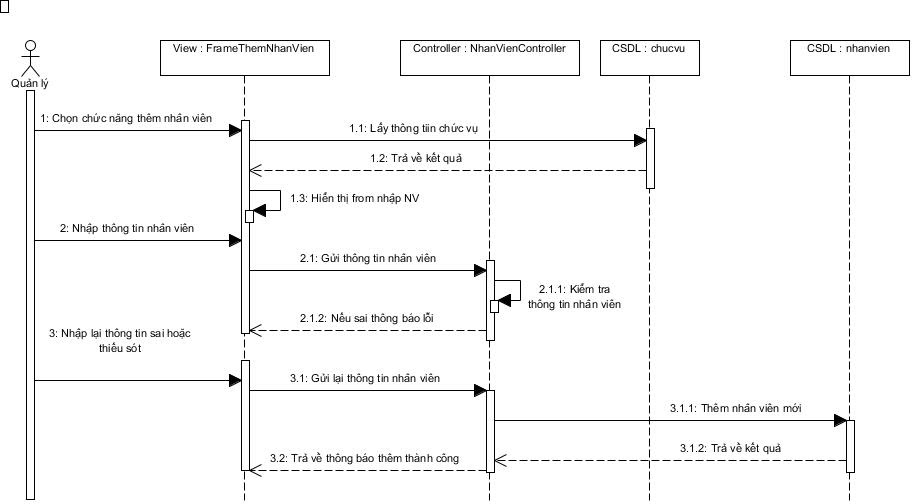 View : FrameThemNhanVien
Controller : NhanVienController
CSDL : chucvu
CSDL : nhanvien
Quản lý
1: Chọn chức năng thêm nhân viên
1.1: Lấy thông tiin chức vụ
1.2: Trả về kết quả
1.3: Hiển thị from nhập NV
2: Nhập thông tin nhân viên
2.1: Gửi thông tin nhân viên
2.1.1: Kiểm tra
thông tin nhân viên
2.1.2: Nếu sai thông báo lỗi
3: Nhập lại thông tin sai hoặc
thiếu sót
3.1: Gửi lại thông tin nhân viên
3.1.1: Thêm nhân viên mới
3.1.2: Trả về kết quả
3.2: Trả về thông báo thêm thành công